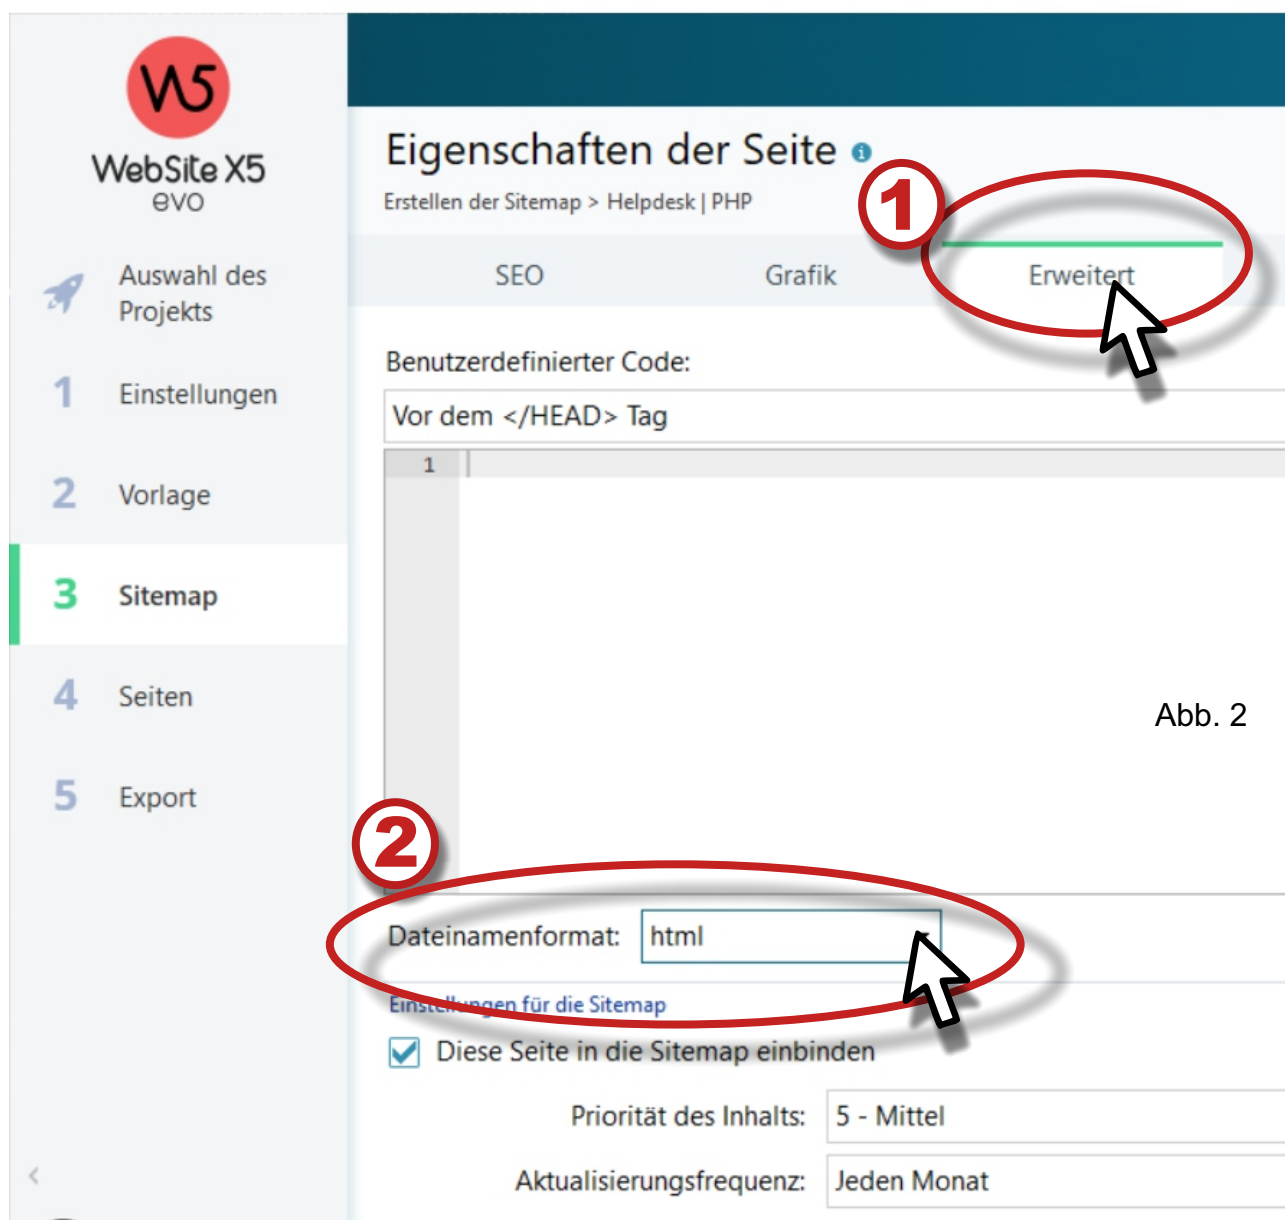 W5
WebSite X5
evo
Auswahl des
Projekts
1 Einstellungen
2 Vorlage
3 Sitemap
4 Seiten
5 Export
<
Eigenschaften der Seite i
Erstellen der Sitemap > Helpdesk | PHP
1
SEO Grafik Erweitert
Benutzerdefinierter Code:
Vor dem </HEAD> Tag
1
Abb. 2
2
Dateinamenformat: html
Einstellungen für die Sitemap
Diese Seite in die Sitemap einbinden
Priorität des Inhalts: 5 - Mittel
Aktualisierungsfrequenz: Jeden Monat